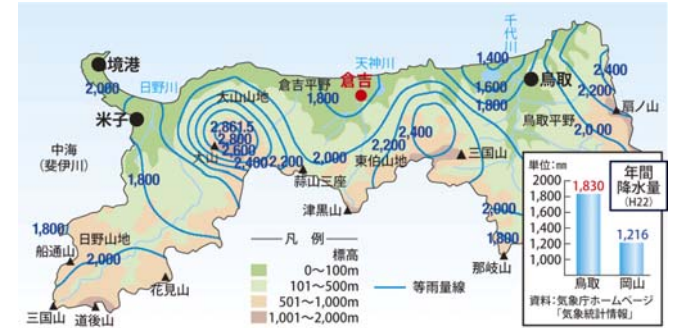 千代川
境港
2,000
日野川
大山山地
倉吉平野
天神川
倉吉
1,800
1,400
1,600
1,800
鳥取
2,400
2,200
扇ノ山
2,000
鳥取平野
米子
中海
(斐伊川)
2,861.5
2,800
2,600
2,400
大山
2,200
2,000
2,200
2,400
東伯山地
三国山
蒜山三座
津黒山
1,800
1,800
船通山
日野山地
2,000
花見山
三国山
道後山
2,000
1,800
那岐山
凡 例
標高
0～100m
101～500m
501～1,000m
1,001～2,000m
等雨量線
単位:㎜
年間
降水量
(H22)
2000
1,800
1,600
1,400
1,200
1,000
1,830
1,216
鳥取
岡山
資料:気象庁ホームページ
「気象統計情報」